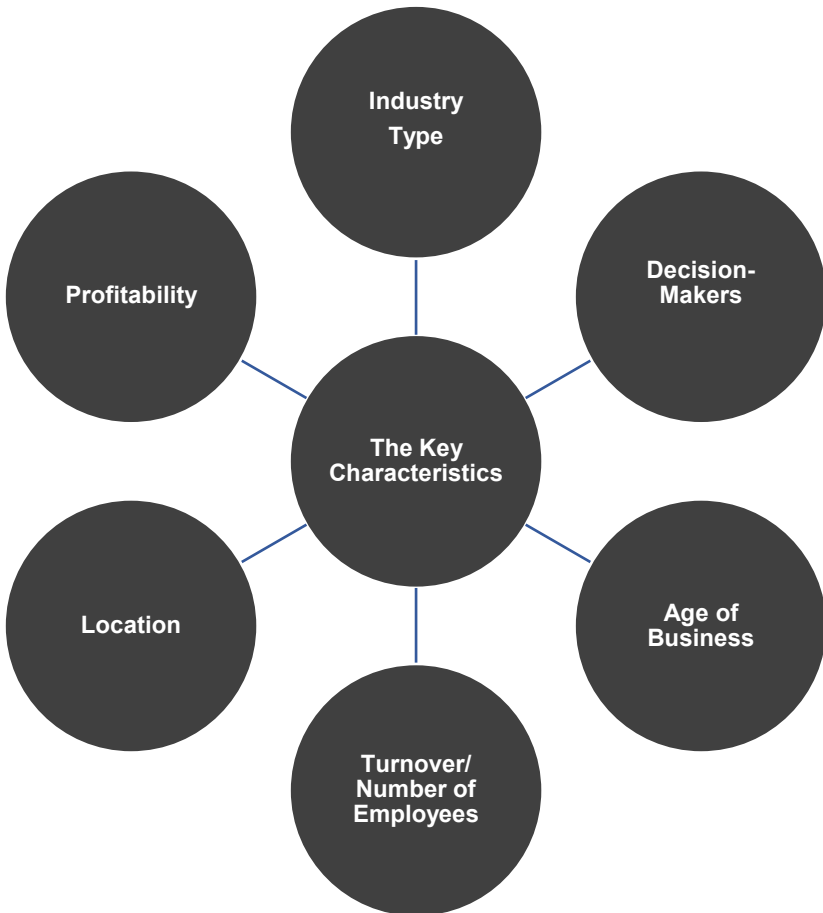 Industry
Type
Profitability
Decision-
Makers
The Key
Characteristics
Location
Age of
Business
Turnover/
Number of
Employees